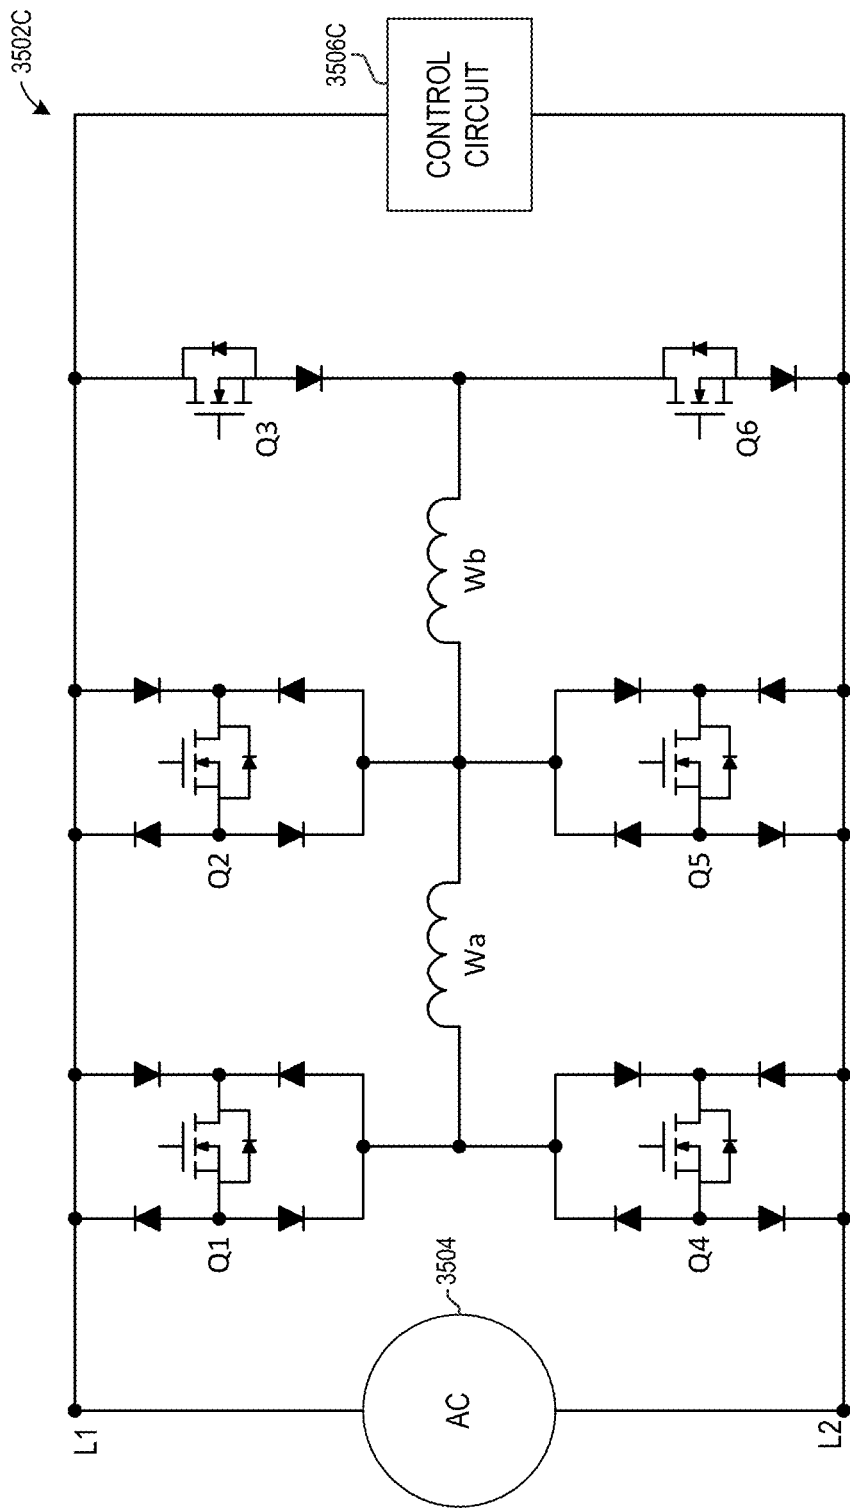 3502C
3506C
CONTROL
CIRCUIT
Q3
Q6
Wb
Q2
Q5
Wa
Q1
Q4
3504
AC
L1
L2